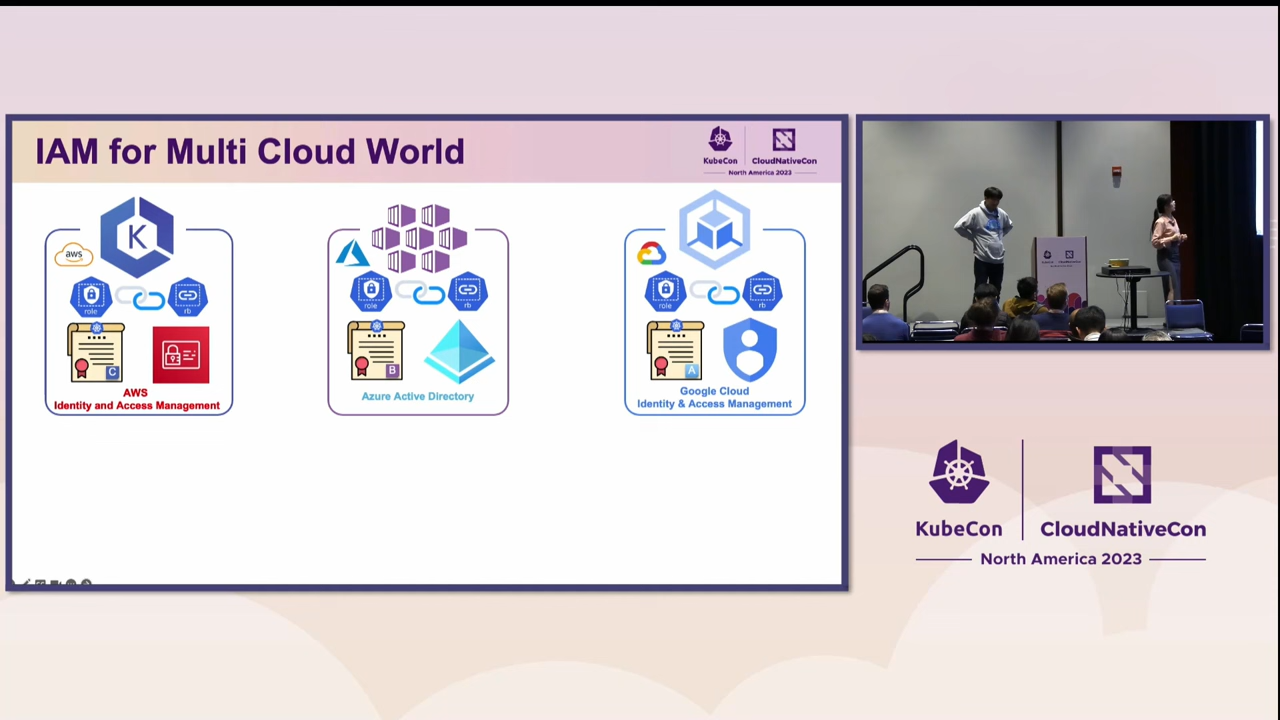 IAM for Multi Cloud World
KubeCon
CloudNativeCon
North America 2023
K
aws
role
rb
C
AWS
Identity and Access Management
role
rb
B
Azure Active Directory
role
rb
A
Google Cloud
Identity & Access Management
KubeCon
CloudNativeCon
North America 2023